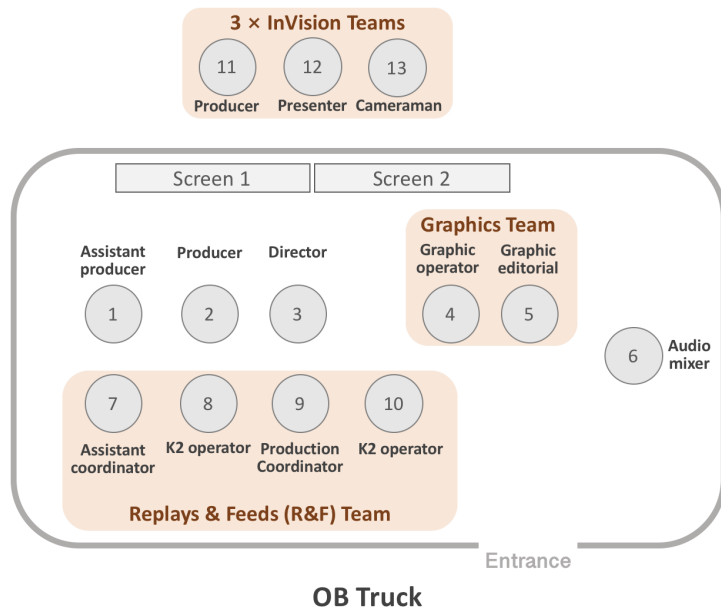 3 × InVision Teams
11
12
13
Producer
Presenter
Cameraman
Screen 1
Screen 2
Graphics Team
Assistant
producer
Producer
Director
Graphic
operator
Graphic
editorial
1
2
3
4
5
6
Audio
mixer
7
8
9
10
Assistant
coordinator
K2 operator
Production
Coordinator
K2 operator
Replays & Feeds (R&F) Team
Entrance
OB Truck